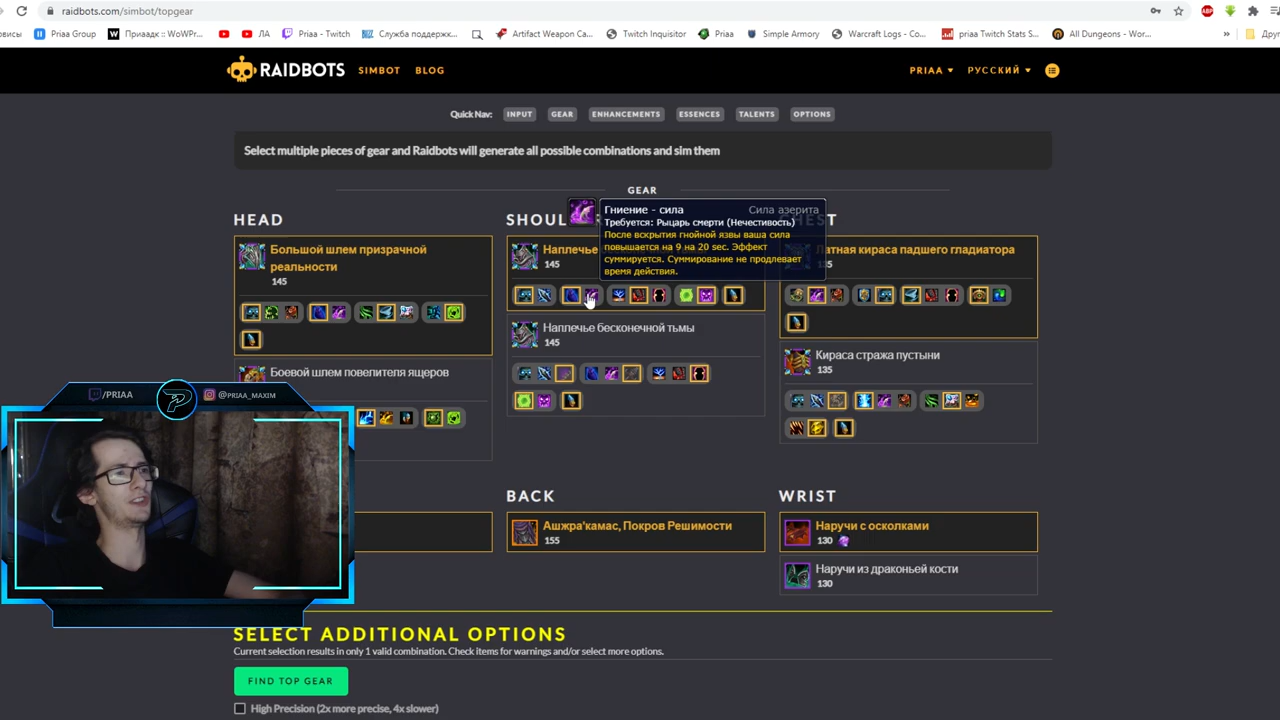 raidbots.com/simbot/topgear
ABP
висы
Priaa Group
Приаадк :: WoWPr...
ЛА
Priaa - Twitch
Служба поддержк...
Artifact Weapon Ca...
Twitch Inquisitor
Priaa
Simple Armory
Warcraft Logs - Co...
priaa Twitch Stats S...
All Dungeons - Wor...
»
Друг
RAIDBOTS
SIMBOT
BLOG
PRIAA
РУССКИЙ
Quick Nav:
INPUT
GEAR
ENHANCEMENTS
ESSENCES
TALENTS
OPTIONS
Select multiple pieces of gear and Raidbots will generate all possible combinations and sim them
GEAR
HEAD
Большой шлем призрачной
реальности
145
Боевой шлем повелителя ящеров
SHOUL
Наплечье
145
Гниение - сила
Сила азерита
Требуется: Рыцарь смерти (Нечестивость)
После вскрытия гнойной язвы ваша сила
повышается на 9 на 20 sec. Эффект
суммируется. Суммирование не продлевает
время действия.
Наплечье бесконечной тьмы
145
EST
Латная кираса падшего гладиатора
135
Кираса стража пустыни
135
/PRIAA
@PRIAA_MAXIM
BACK
Ашжра'камас, Покров Решимости
155
WRIST
Наручи с осколками
130
Наручи из драконьей кости
130
SELECT ADDITIONAL OPTIONS
Current selection results in only 1 valid combination. Check items for warnings and/or select more options.
FIND TOP GEAR
High Precision (2x more precise, 4x slower)